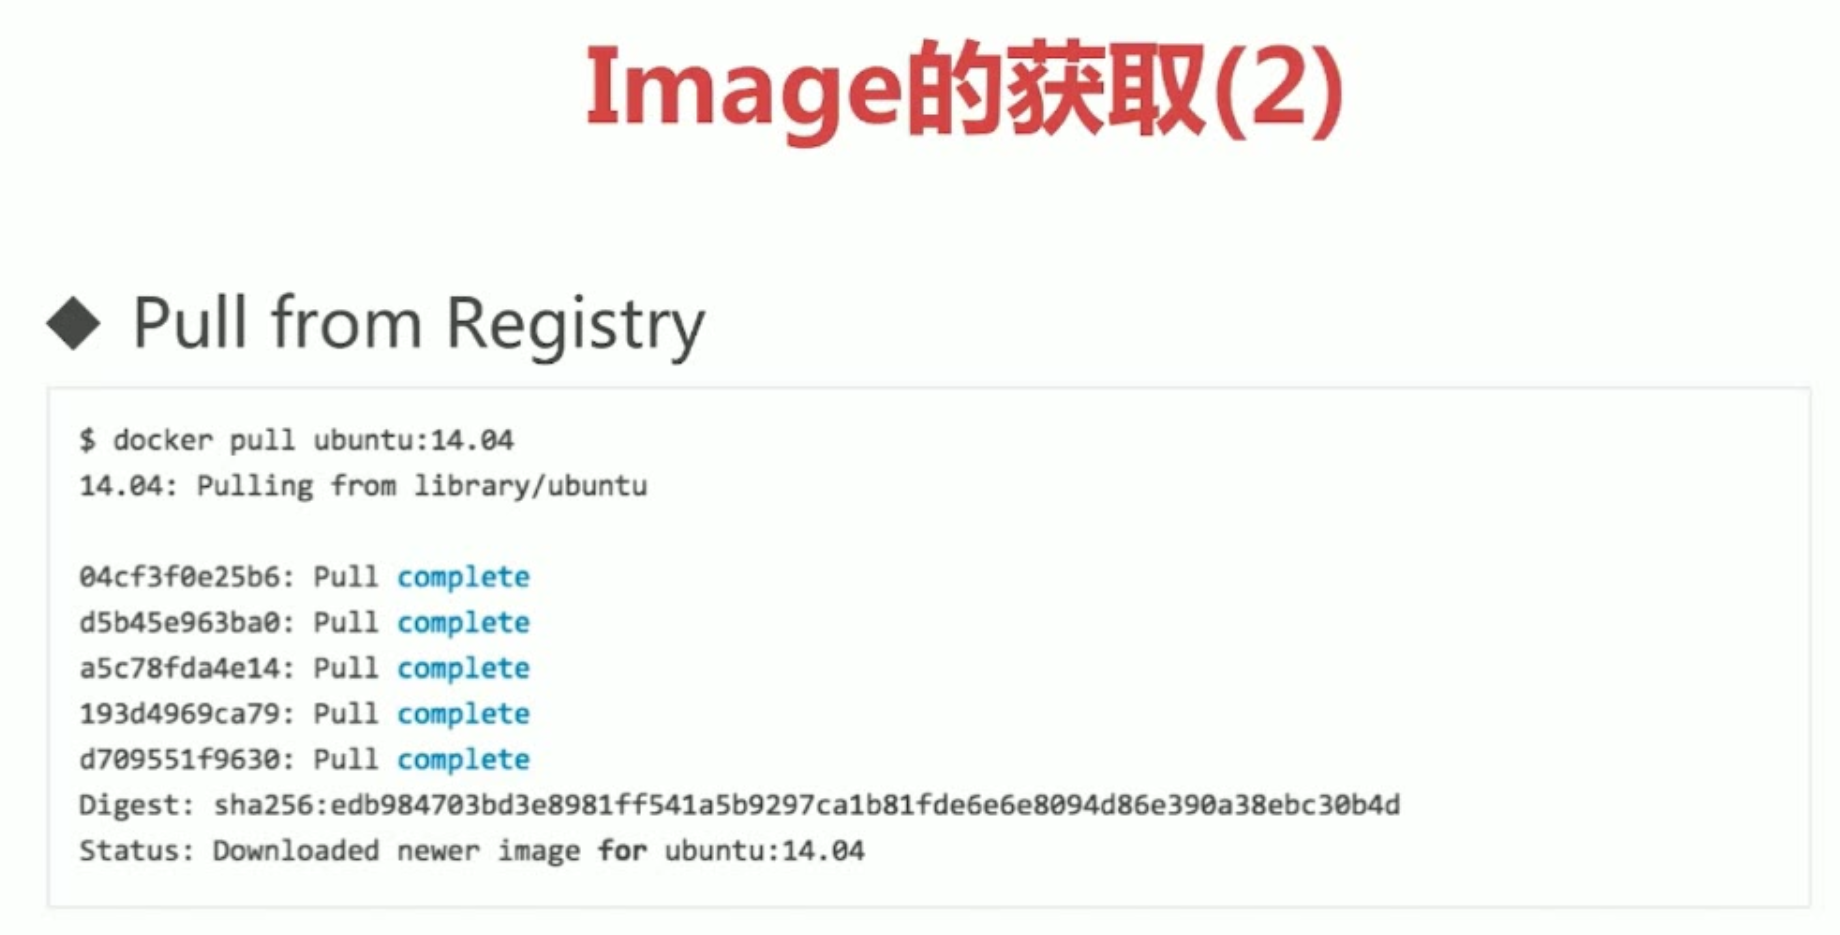 Image的获取(2)
◆ Pull from Registry
$ docker pull ubuntu:14.04
14.04: Pulling from library/ubuntu
04cf3f0e25b6: Pull complete
d5b45e963ba0: Pull complete
a5c78fda4e14: Pull complete
193d4969ca79: Pull complete
d709551f9630: Pull complete
Digest: sha256:edb984703bd3e8981ff541a5b9297ca1b81fde6e6e8094d86e390a38ebc30b4d
Status: Downloaded newer image for ubuntu:14.04